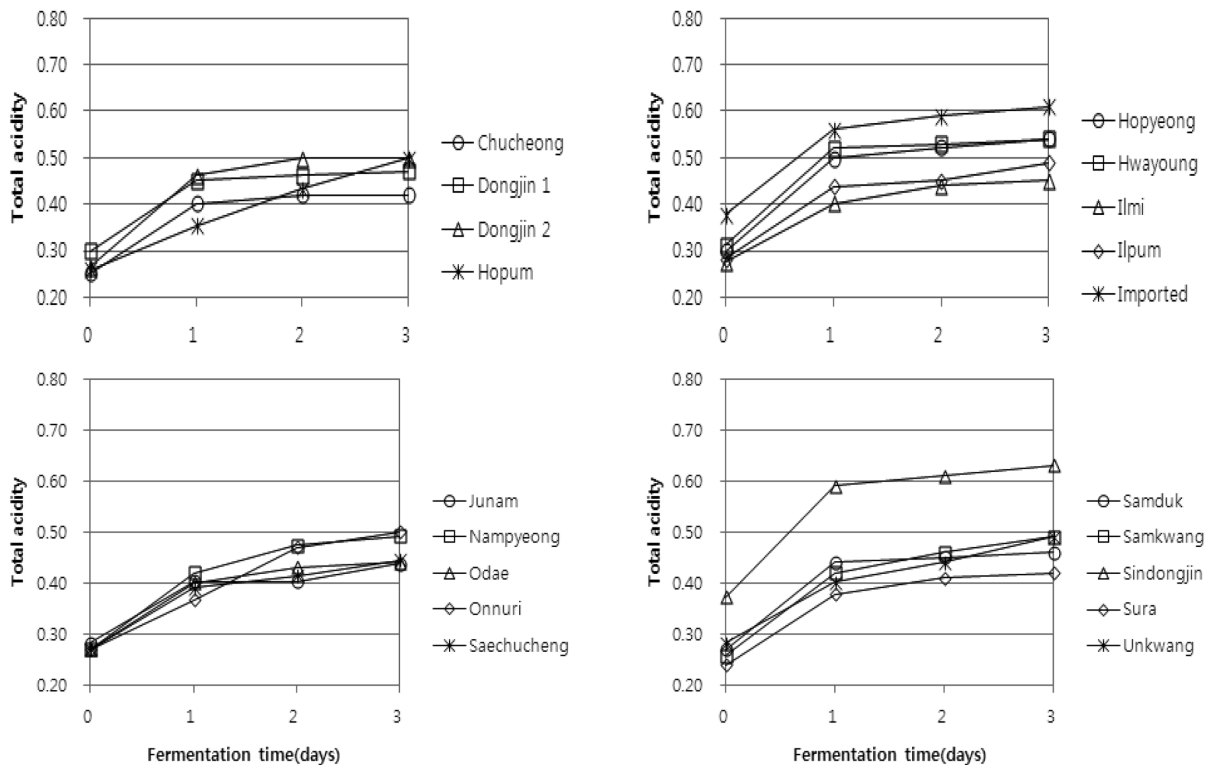 0.80
0.70
0.60
0.50
0.40
0.30
0.20
Total acidity
0
1
2
3
Chucheong
Dongjin 1
Dongjin 2
Hopum
0.80
0.70
0.60
0.50
0.40
0.30
0.20
Total acidity
0
1
2
3
Hopyeong
Hwayoung
Ilmi
Ilpum
Imported
0.80
0.70
0.60
0.50
0.40
0.30
0.20
Total acidity
0
1
2
3
Fermentation time(days)
Junam
Nampyeong
Odae
Onnuri
Saechucheng
0.80
0.70
0.60
0.50
0.40
0.30
0.20
Total acidity
0
1
2
3
Fermentation time(days)
Samduk
Samkwang
Sindongjin
Sura
Unkwang